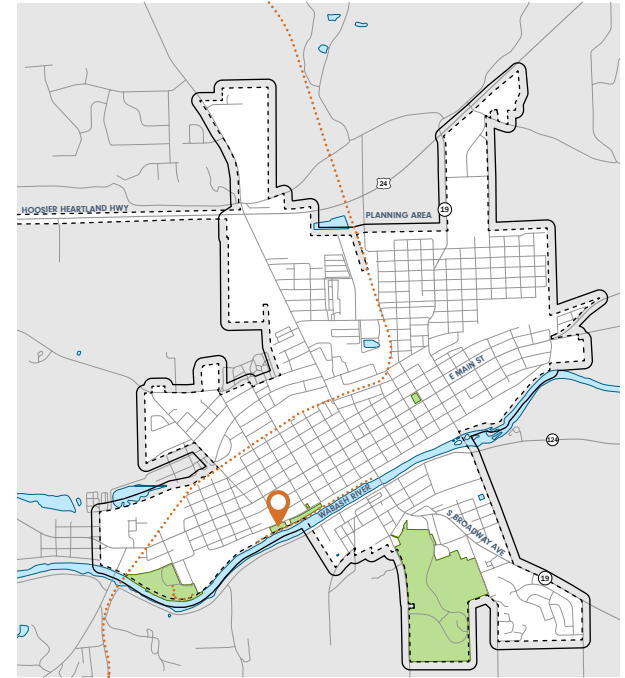 24
HOOSIER HEARTLAND HWY
19
PLANNING AREA
E MAIN ST
124
WABASH RIVER
S BROADWAY AVE
19